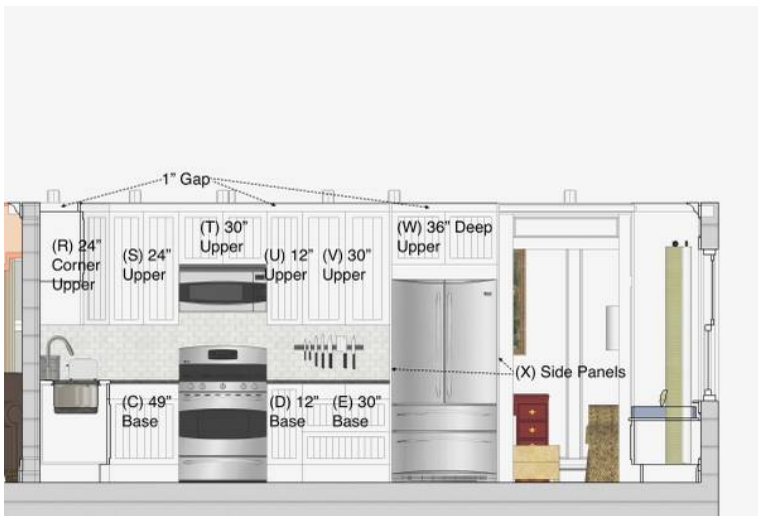 1” Gap
(R) 24”
Corner
Upper
(S) 24”
Upper
(T) 30”
Upper
(U) 12”
Upper
(V) 30”
Upper
(W) 36” Deep
Upper
(X) Side Panels
(C) 49”
Base
(D) 12”
Base
(E) 30”
Base